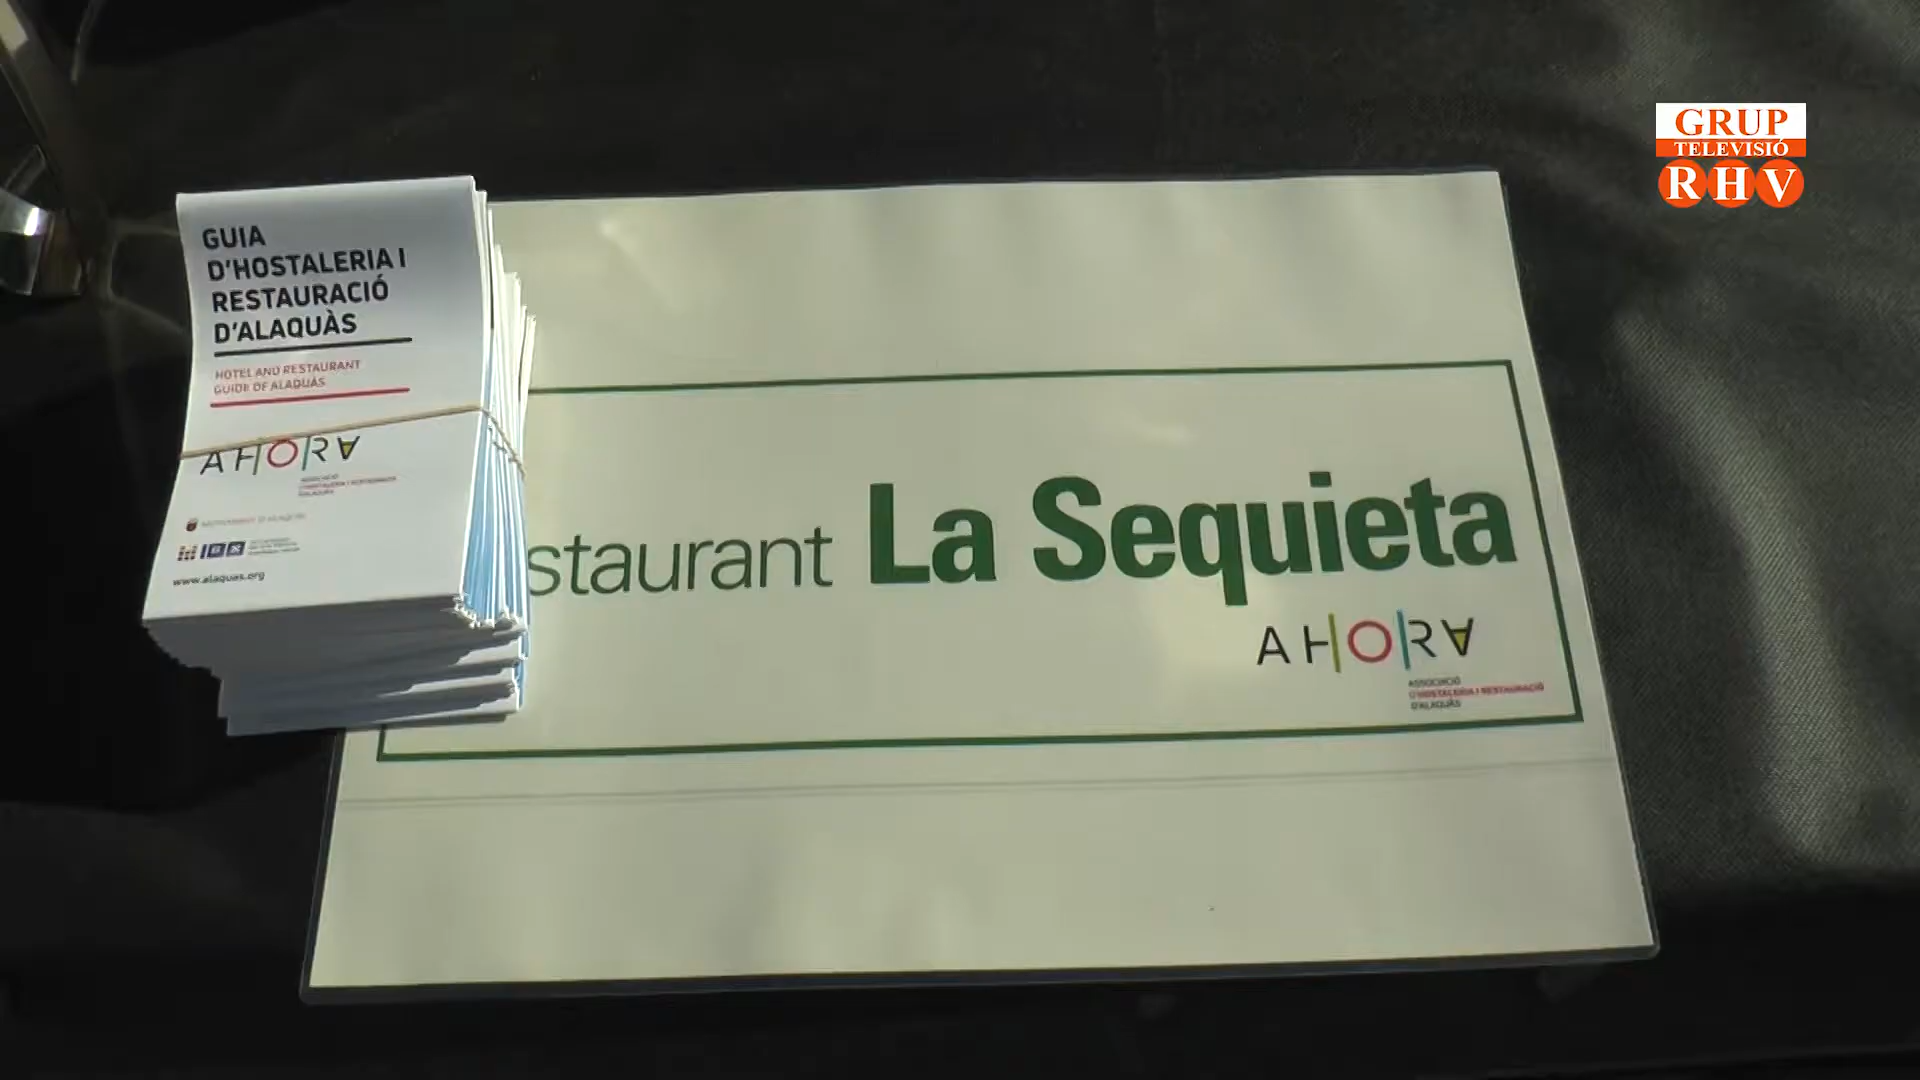 GRUP
TELEVISIÓ
RHV
GUIA
D'HOSTALERIA I
RESTAURACIÓ
D'ALAQUÀS
HOTEL AND RESTAURANT
GUIDE OF ALAQUÀS
AHORA
www.alaquas.org
staurant La Sequieta
AHORA
ASSOCIACIÓ
D'HOSTALERIA I RESTAURACIÓ
D'ALAQUÀS